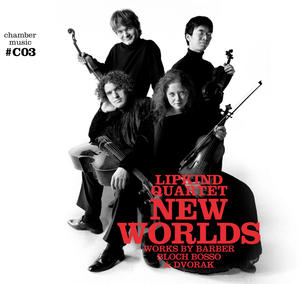 chamber
music
#C03
LIPKIND
QUARTET
NEW
WORLDS
WORKS BY BARBER
BLOCH BOSSO
& DVORAK